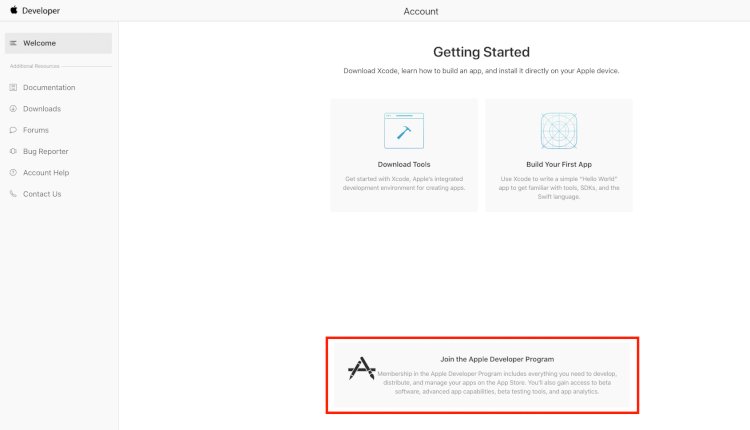 Developer
Account
Welcome
Additional Resources
Documentation
Downloads
Forums
Bug Reporter
Account Help
Contact Us
Getting Started
Download Xcode, learn how to build an app, and install it directly on your Apple device.
Download Tools
Get started with Xcode, Apple's integrated
development environment for creating apps.
Build Your First App
Use Xcode to write a simple "Hello World"
app to get familiar with tools, SDKs, and the
Swift language.
Join the Apple Developer Program
Membership in the Apple Developer Program includes everything you need to develop,
distribute, and manage your apps on the App Store. You'll also gain access to beta
software, advanced app capabilities, beta testing tools, and app analytics.